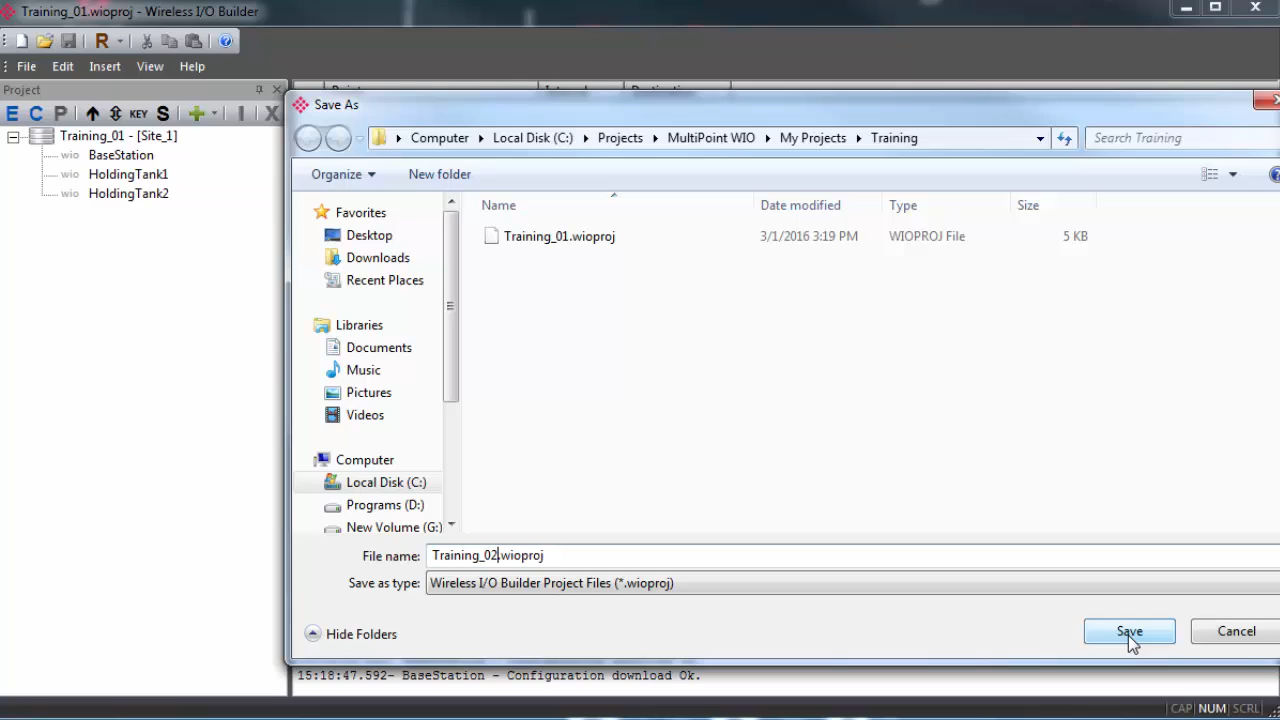 Training_01.wioproj - Wireless I/O Builder
R
File Edit Insert View Help
Project
E C P KEY S I X
Training_01 - [Site_1]
wio BaseStation
wio HoldingTank1
wio HoldingTank2
Save As
Computer Local Disk (C:) Projects MultiPoint WIO My Projects Training Search Training
Organize New folder
Name Date modified Type Size
Training_01.wioproj 3/1/2016 3:19 PM WIOPROJ File 5 KB
Favorites
Desktop
Downloads
Recent Places
Libraries
Documents
Music
Pictures
Videos
Computer
Local Disk (C:)
Programs (D:)
New Volume (G:)
File name: Training_02.wioproj
Save as type: Wireless I/O Builder Project Files (*.wioproj)
Hide Folders Save Cancel
15:18:47.592- BaseStation - Configuration download Ok.
CAP NUM SCRL